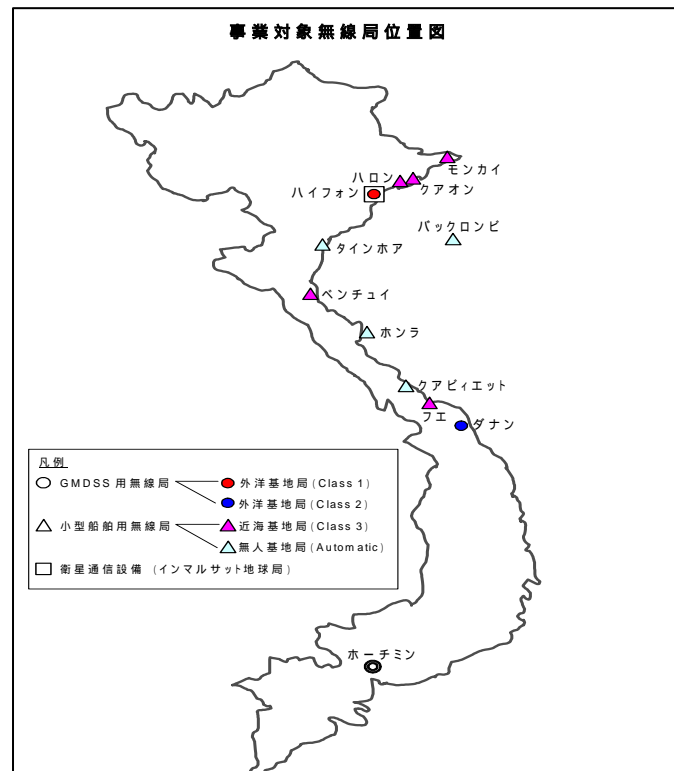 事業対象無線局位置図
モンカイ
ハロン
クアオン
ハイフォン
バックロンビ
タインホア
ベンチュイ
ホンラ
クアビィエット
フエ
ダナン
凡例
GMDSS用無線局
外洋基地局(Class 1)
外洋基地局(Class 2)
小型船舶用無線局
近海基地局(Class 3)
無人基地局(Automatic)
衛星通信設備 (インマルサット地球局)
ホーチミン